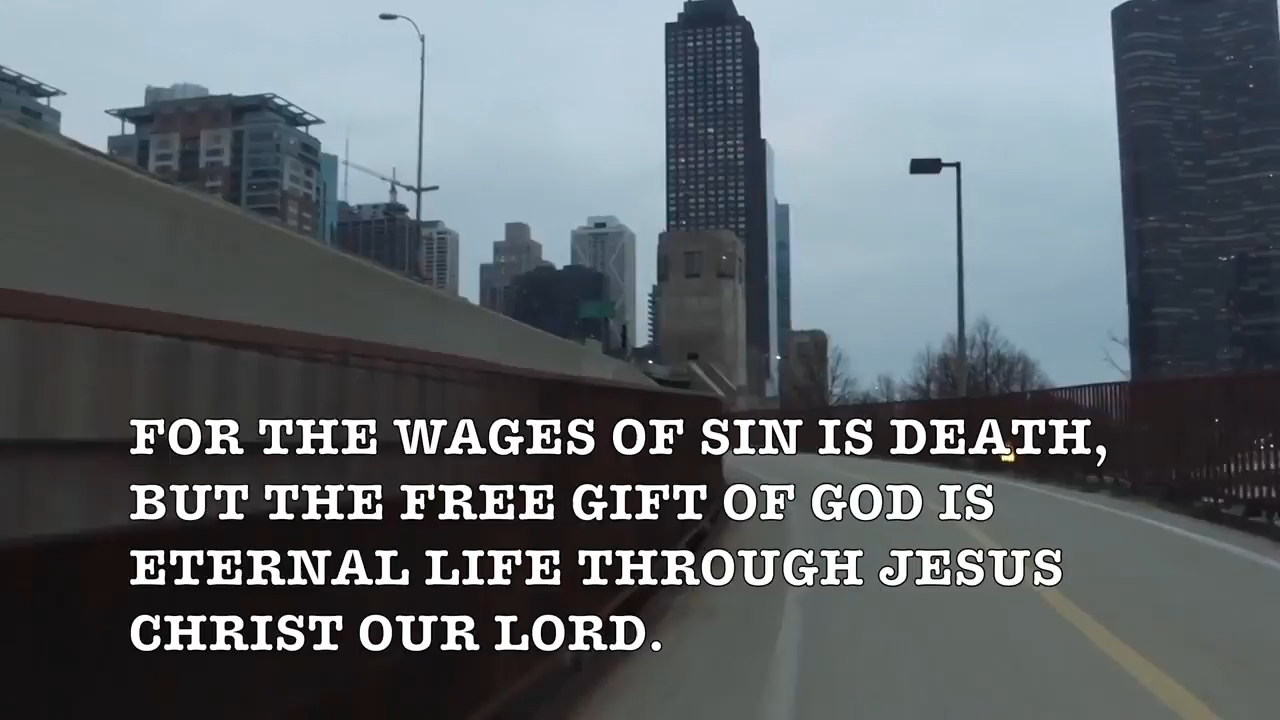 FOR THE WAGES OF SIN IS DEATH,
BUT THE FREE GIFT OF GOD IS
ETERNAL LIFE THROUGH JESUS
CHRIST OUR LORD.